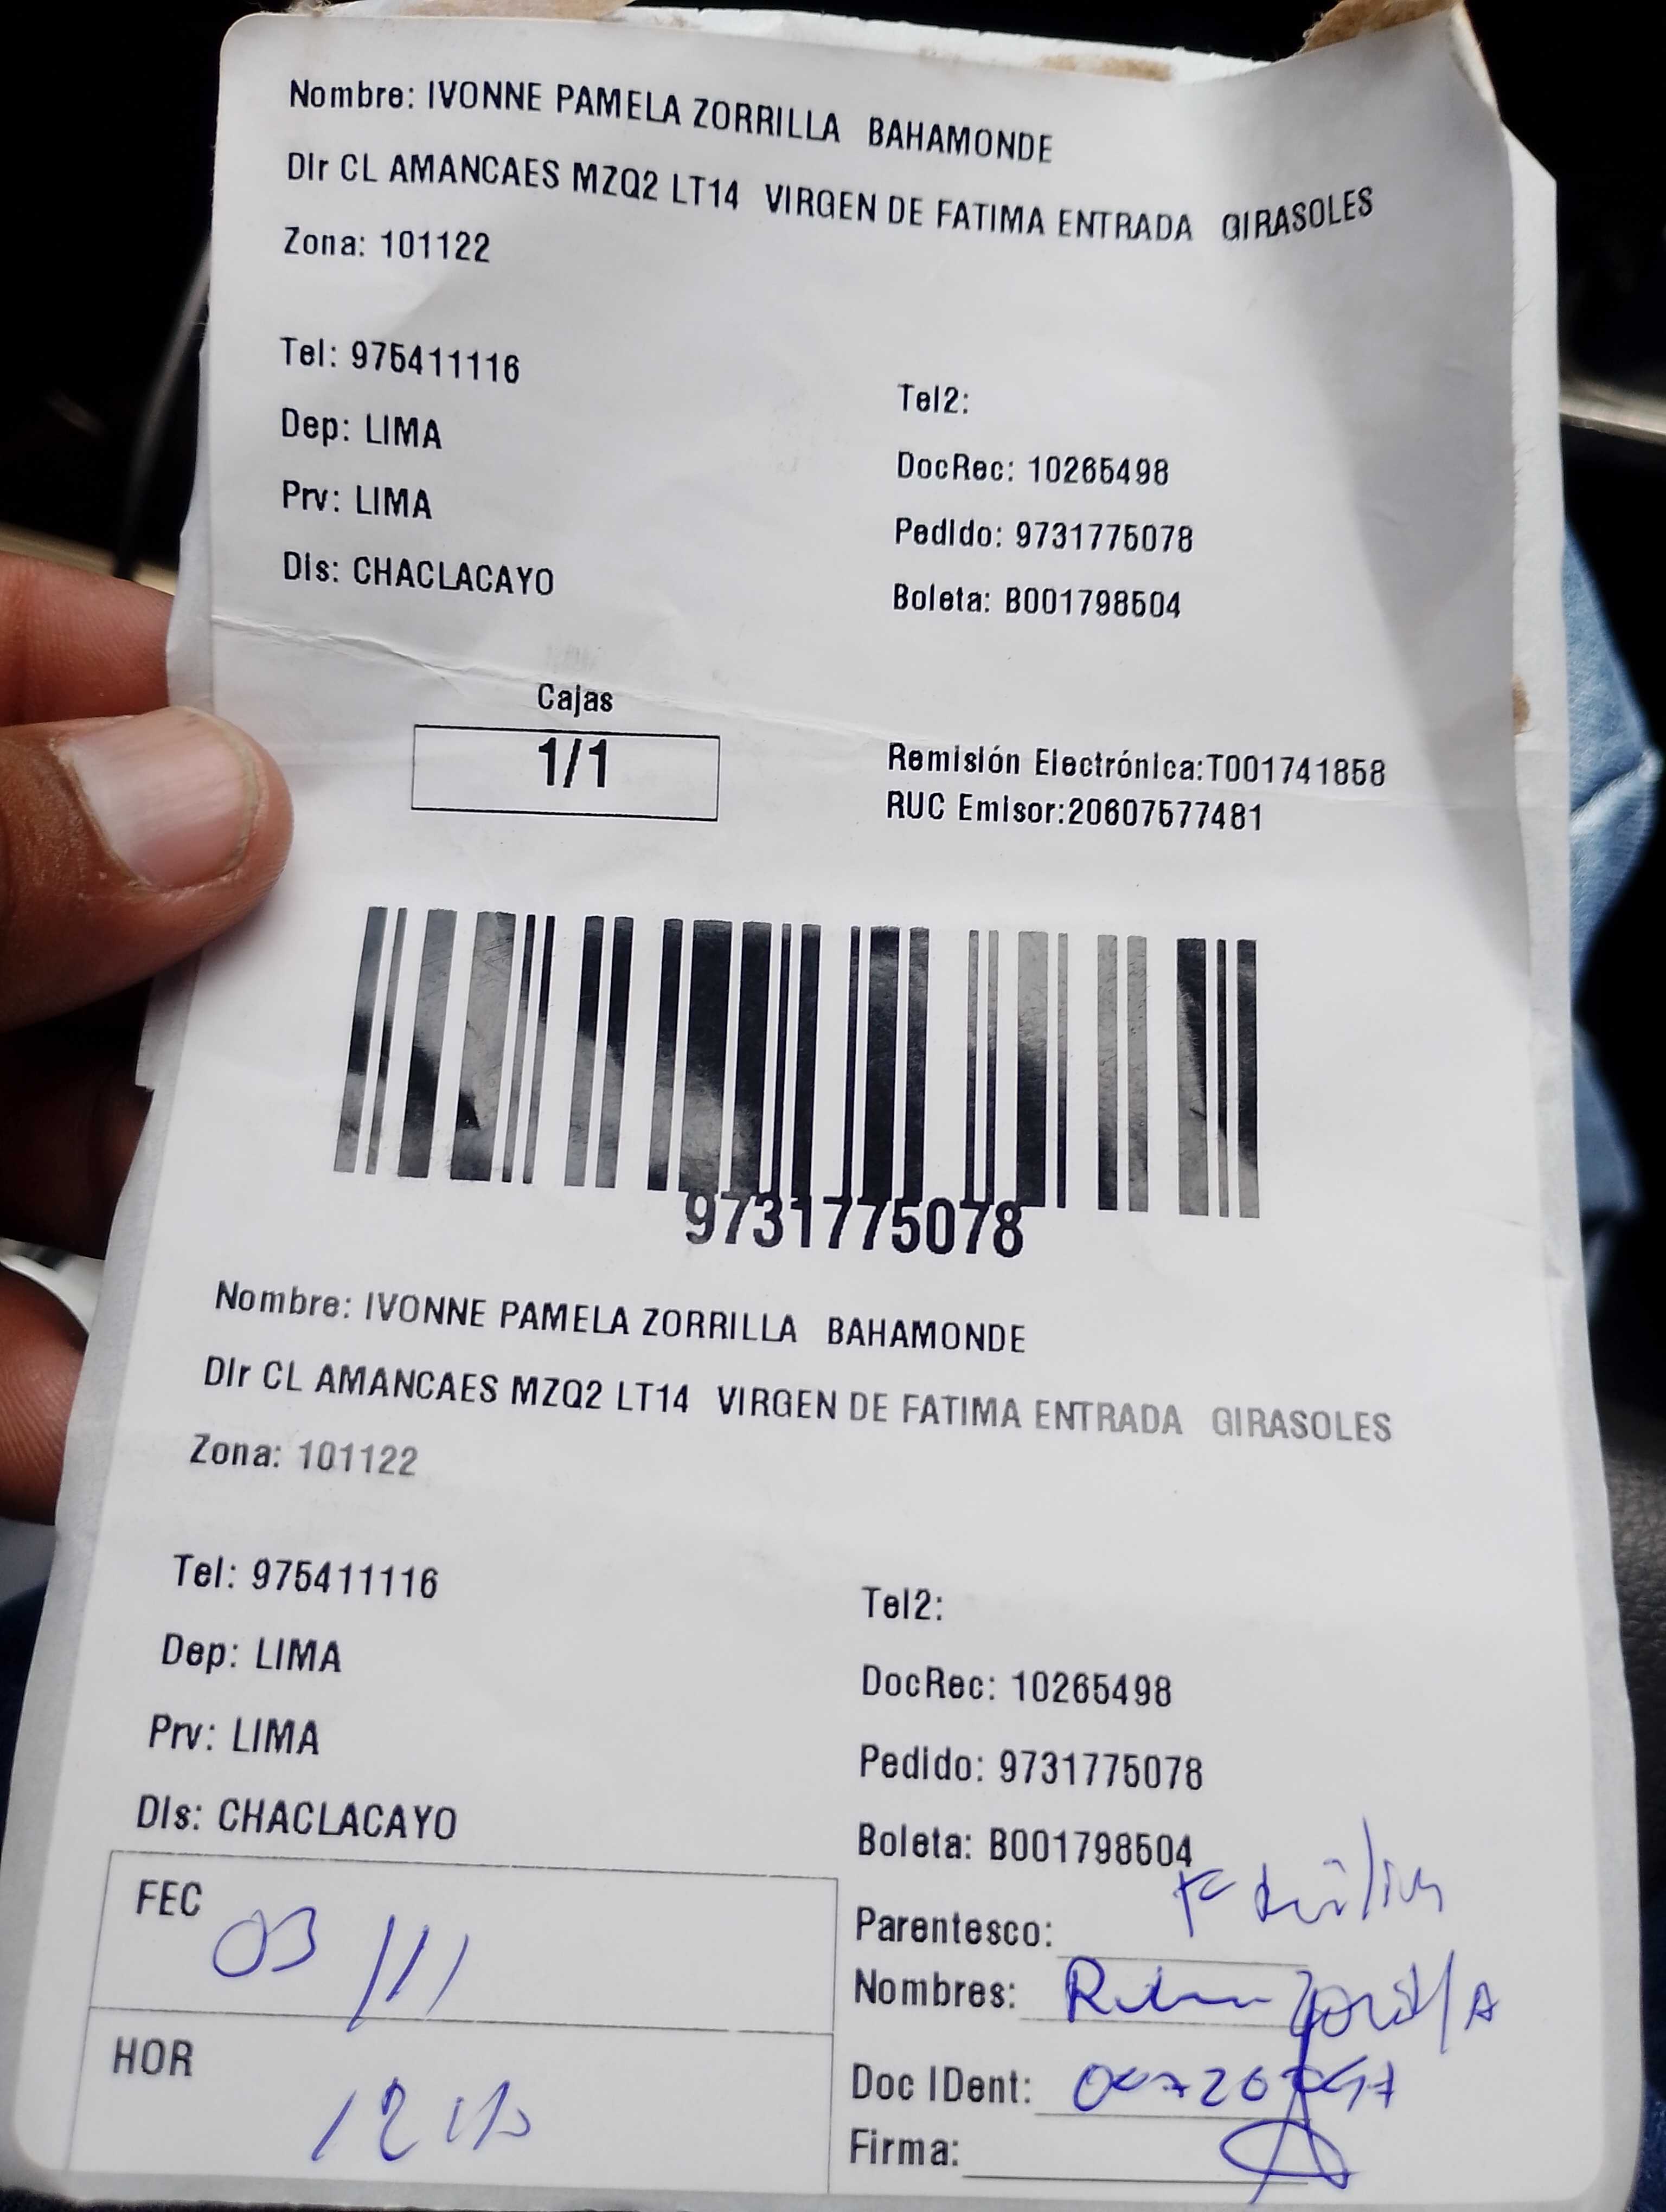 Nombre: IVONNE PAMELA ZORRILLA BAHAMONDE
Dir CL AMANCAES MZQ2 LT14 VIRGEN DE FATIMA ENTRADA GIRASOLES
Zona: 101122
Tel: 975411116
Tel2:
Dep: LIMA
DocRec: 10265498
Prv: LIMA
Pedido: 9731775078
Dis: CHACLACAYO
Boleta: B001798504
Cajas
1/1
Remisión Electrónica:T001741858
RUC Emisor:20607577481
9731775078
Nombre: IVONNE PAMELA ZORRILLA BAHAMONDE
Dir CL AMANCAES MZQ2 LT14 VIRGEN DE FATIMA ENTRADA GIRASOLES
Zona: 101122
Tel: 975411116
Tel2:
Dep: LIMA
DocRec: 10265498
Prv: LIMA
Pedido: 9731775078
Dis: CHACLACAYO
Boleta: B001798504
FEC 03/11
Parentesco:
Nombres: Zorrilla
HOR
Doc IDent:
Firma: